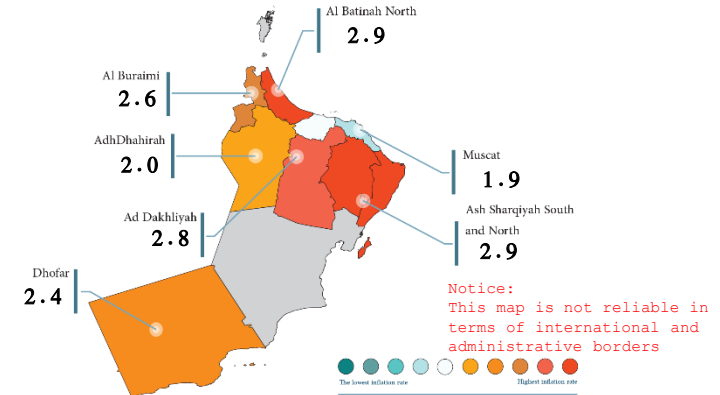 Al Batinah North
2.9
Al Buraimi
2.6
AdhDhahirah
2.0
Muscat
1.9
Ad Dakhliyah
2.8
Ash Sharqiyah South
and North
2.9
Dhofar
2.4
Notice:
This map is not reliable in
terms of international and
administrative borders
The lowest inflation rate
Highest inflation rate